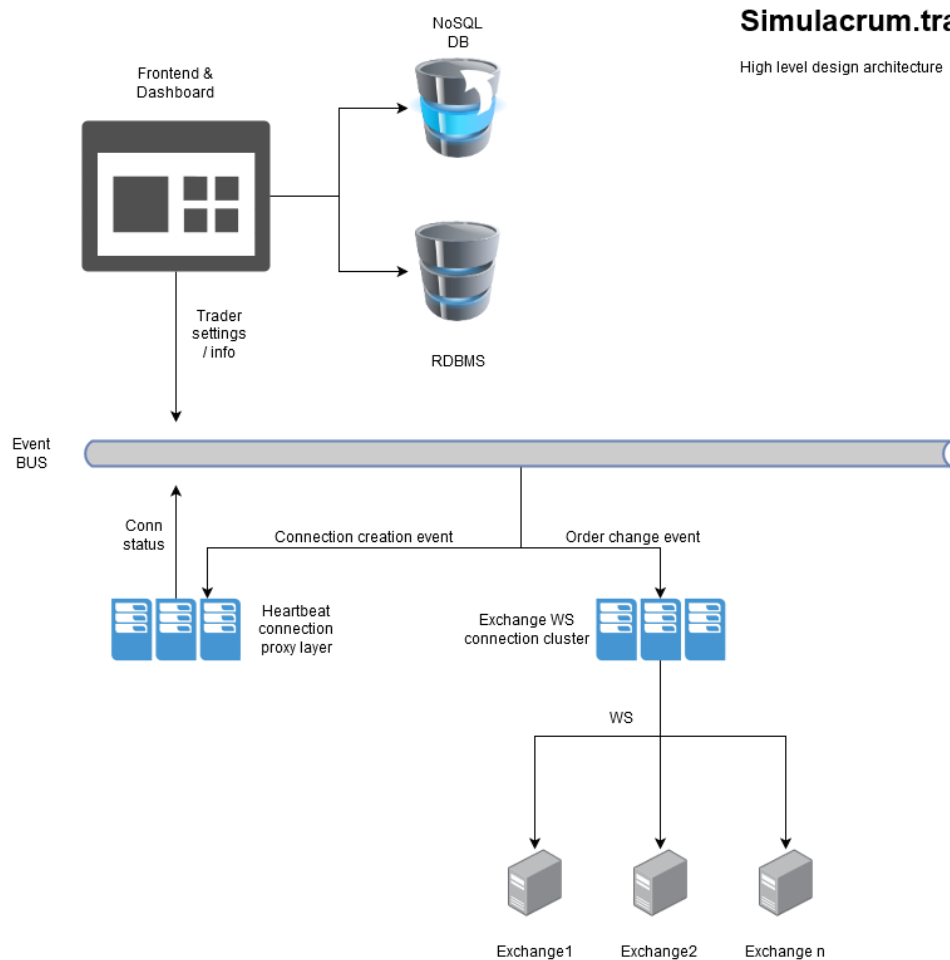 Simulacrum.tra
High level design architecture
NoSQL
DB
Frontend &
Dashboard
Trader
settings
/ info
RDBMS
Event
BUS
Conn
status
Connection creation event
Order change event
Heartbeat
connection
proxy layer
Exchange WS
connection cluster
WS
Exchange1
Exchange2
Exchange n